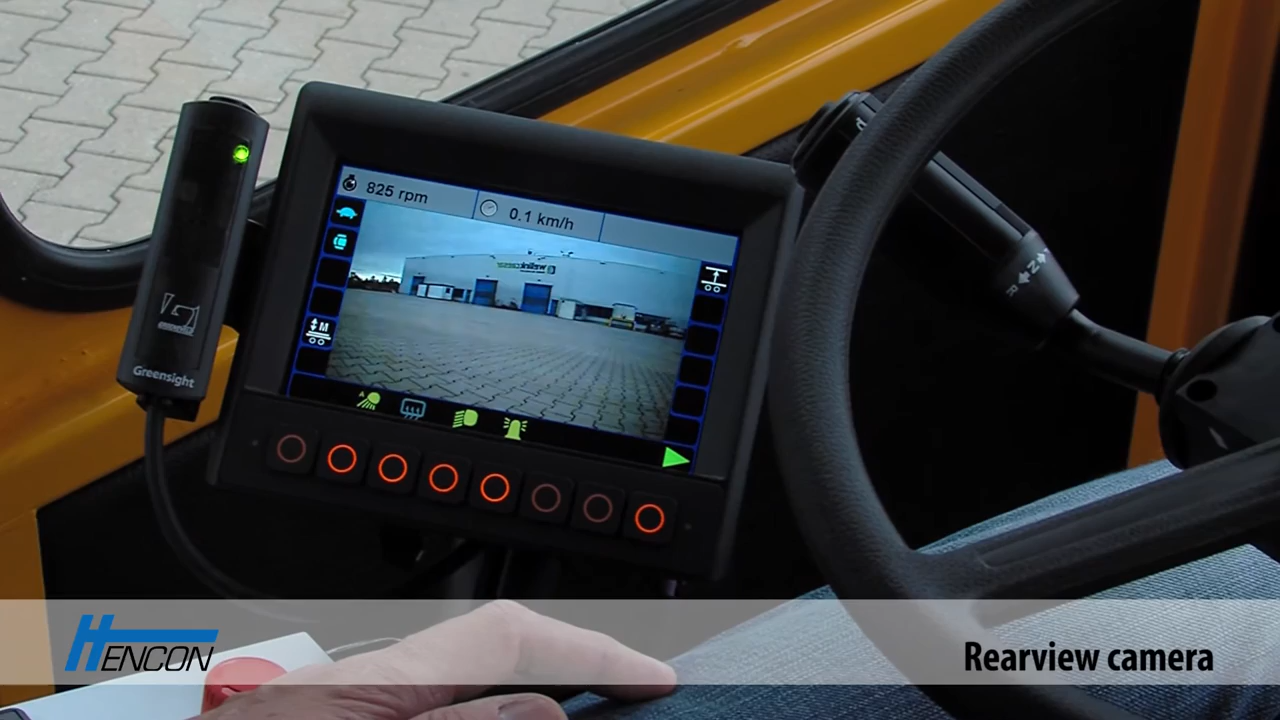 825 rpm
0.1 km/h
M
A
Greensight
N
R
HENCON
Rearview camera